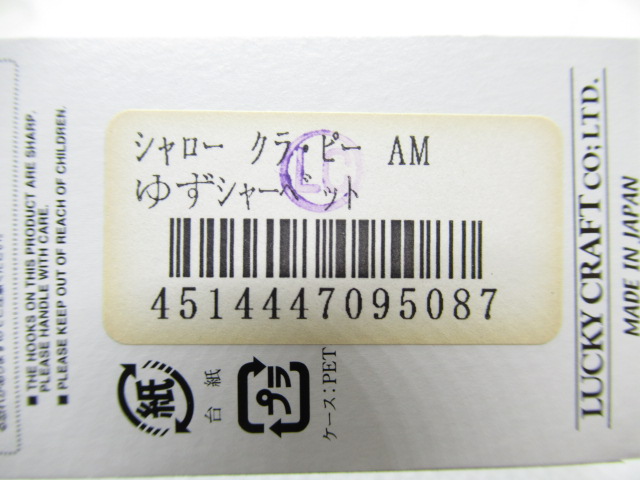 シャロー クラ・ピー AM
ゆずシャーベット
4514447095087
LC
■ THE HOOKS ON THIS PRODUCT ARE SHARP.
PLEASE HANDLE WITH CARE.
■ PLEASE KEEP OUT OF REACH OF CHILDREN.
紙
台紙
プラ
ケース:PET
LUCKY CRAFT CO;LTD.
MADE IN JAPAN